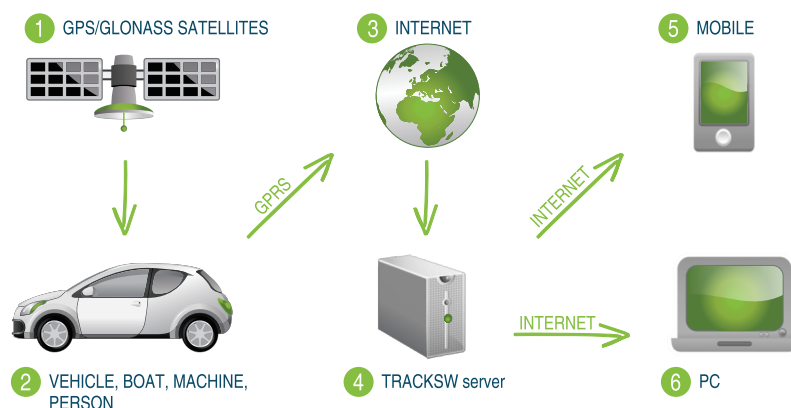 1 GPS/GLONASS SATELLITES
3 INTERNET
5 MOBILE
GPRS
INTERNET
INTERNET
2 VEHICLE, BOAT, MACHINE,
PERSON
4 TRACKSW server
6 PC